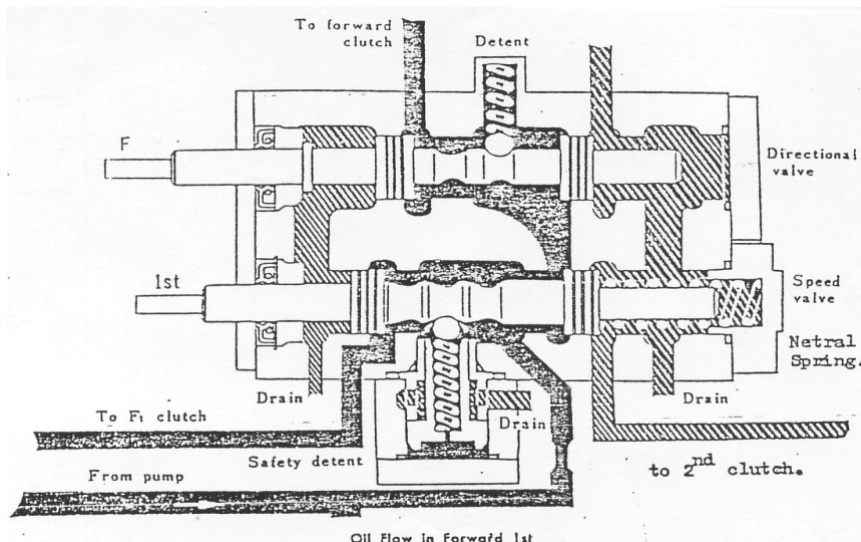 To forward
clutch
Detent
F
Directional
valve
1st
Speed
valve
Netral
Spring.
Drain
Drain
To F1 clutch
Drain
Safety detent
to 2nd clutch.
From pump
Oil Flow in Forward 1st